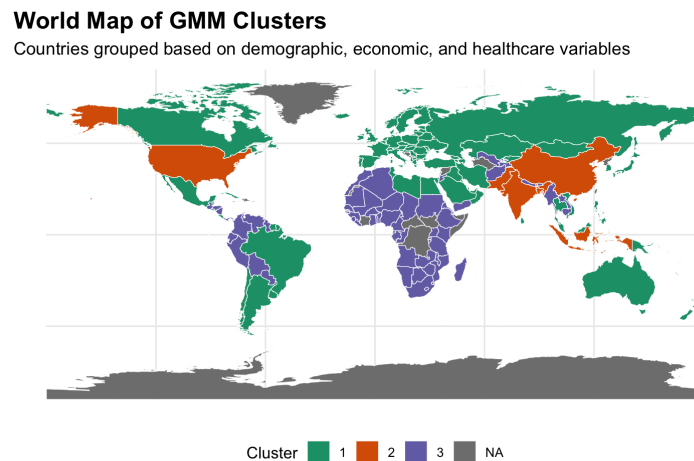 World Map of GMM Clusters
Countries grouped based on demographic, economic, and healthcare variables
Cluster 1 2 3 NA